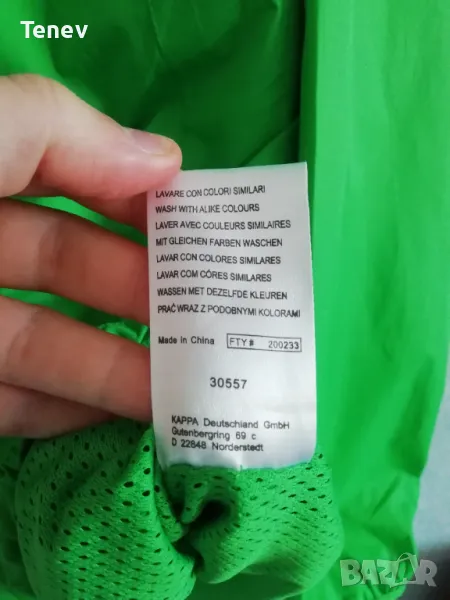 Tenev
LAVARE CON COLORI SIMILARI
WASH WITH ALIKE COLOURS
LAVER AVEC COULEURS SIMILAIRES
MIT GLEICHEN FARBEN WASCHEN
LAVAR CON COLORES SIMILARES
LAVAR COM CÓRES SIMILARES
WASSEN MET DEZELFDE KLEUREN
PRAĆ WRAZ Z PODOBNYMI KOLORAMI
Made in China FTY# 200233
30557
KAPPA Deutschland GmbH
Gutenbergring 69 c
D 22848 Norderstedt
BAZAR
bg